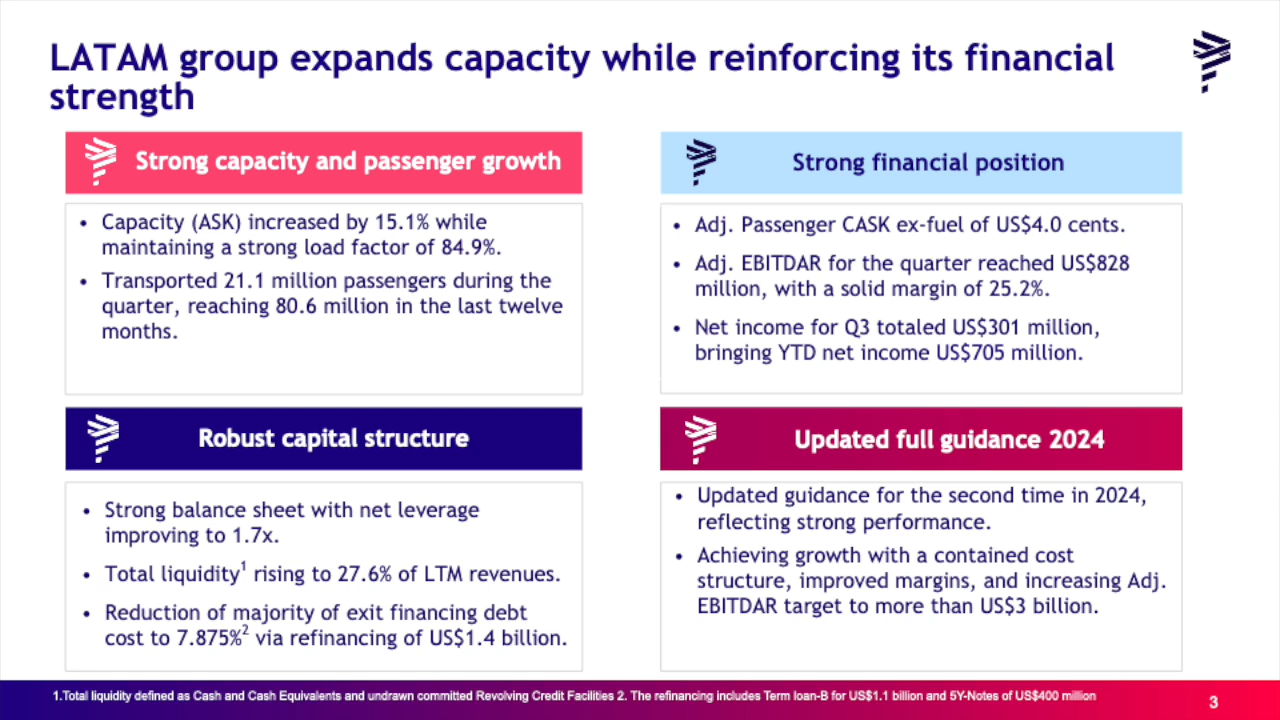 LATAM group expands capacity while reinforcing its financial
strength
Strong capacity and passenger growth
• Capacity (ASK) increased by 15.1% while
maintaining a strong load factor of 84.9%.
• Transported 21.1 million passengers during the
quarter, reaching 80.6 million in the last twelve
months.
Strong financial position
• Adj. Passenger CASK ex-fuel of US$4.0 cents.
• Adj. EBITDAR for the quarter reached US$828
million, with a solid margin of 25.2%.
• Net income for Q3 totaled US$301 million,
bringing YTD net income US$705 million.
Robust capital structure
• Strong balance sheet with net leverage
improving to 1.7x.
• Total liquidity¹ rising to 27.6% of LTM revenues.
• Reduction of majority of exit financing debt
cost to 7.875%² via refinancing of US$1.4 billion.
Updated full guidance 2024
• Updated guidance for the second time in 2024,
reflecting strong performance.
• Achieving growth with a contained cost
structure, improved margins, and increasing Adj.
EBITDAR target to more than US$3 billion.
1.Total liquidity defined as Cash and Cash Equivalents and undrawn committed Revolving Credit Facilities 2. The refinancing includes Term loan-B for US$1.1 billion and 5Y-Notes of US$400 million
3